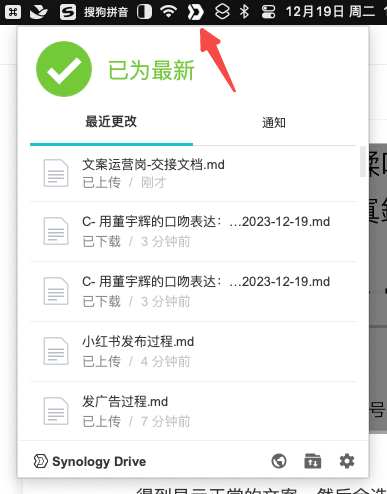 搜狗拼音
12月19日 周二
已为最新
最近更改
通知
文案运营岗-交接文档.md
已上传 / 刚才
C- 用董宇辉的口吻表达：...2023-12-19.md
已下载 / 3 分钟前
C- 用董宇辉的口吻表达：...2023-12-19.md
已下载 / 3 分钟前
小红书发布过程.md
已上传 / 4 分钟前
发广告过程.md
已上传 / 7 分钟前
号
Synology Drive